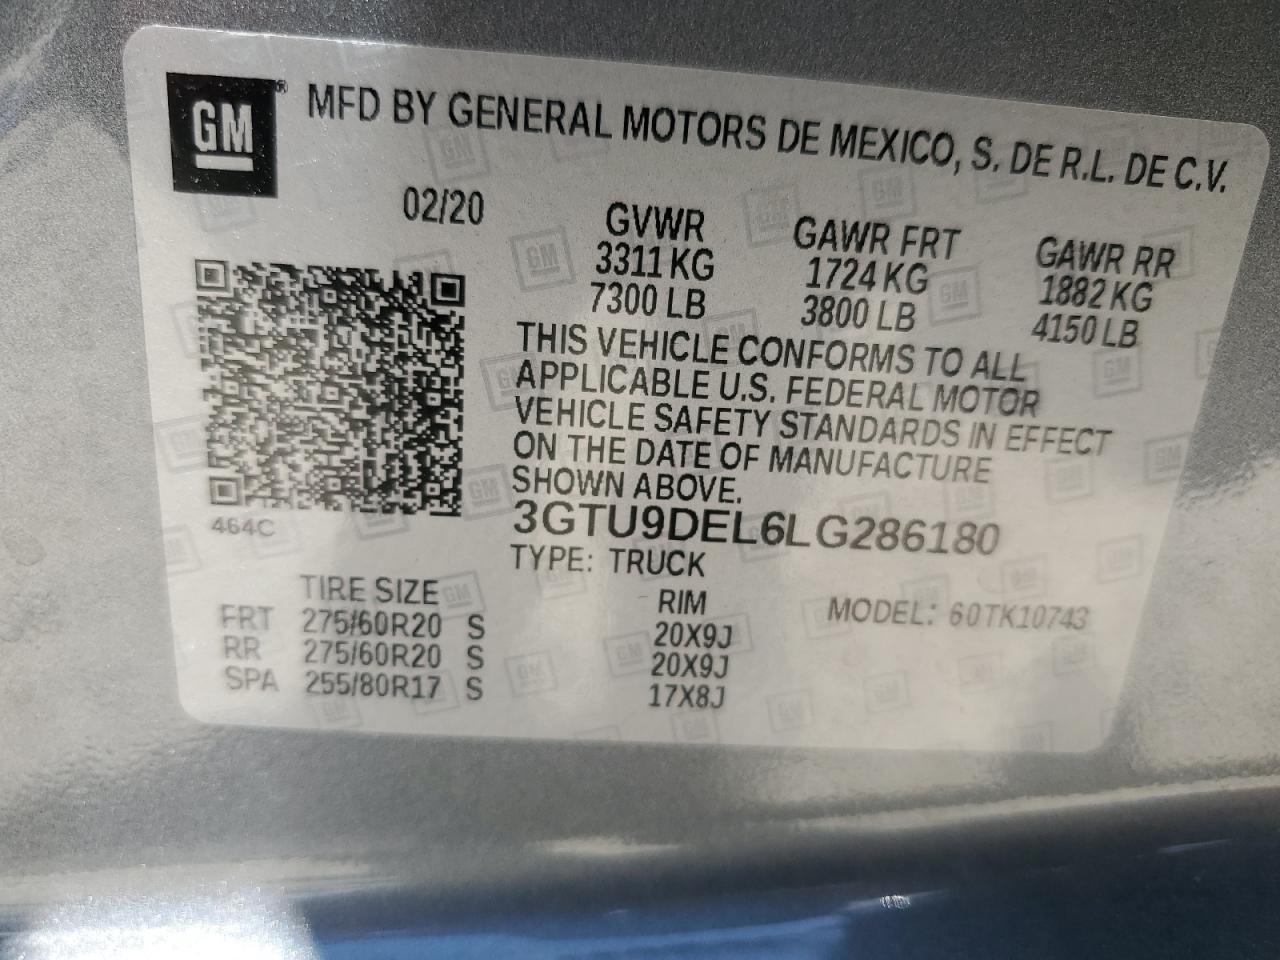 GM® MFD BY GENERAL MOTORS DE MEXICO, S. DE R.L. DE C.V.
02/20 GVWR GAWR FRT GAWR RR
3311 KG 1724 KG 1882 KG
7300 LB 3800 LB 4150 LB
THIS VEHICLE CONFORMS TO ALL
APPLICABLE U.S. FEDERAL MOTOR
VEHICLE SAFETY STANDARDS IN EFFECT
ON THE DATE OF MANUFACTURE
SHOWN ABOVE.
464C
3GTU9DEL6LG286180
TYPE: TRUCK
TIRE SIZE RIM MODEL: 60TK10743
FRT 275/60R20 S 20X9J
RR 275/60R20 S 20X9J
SPA 255/80R17 S 17X8J